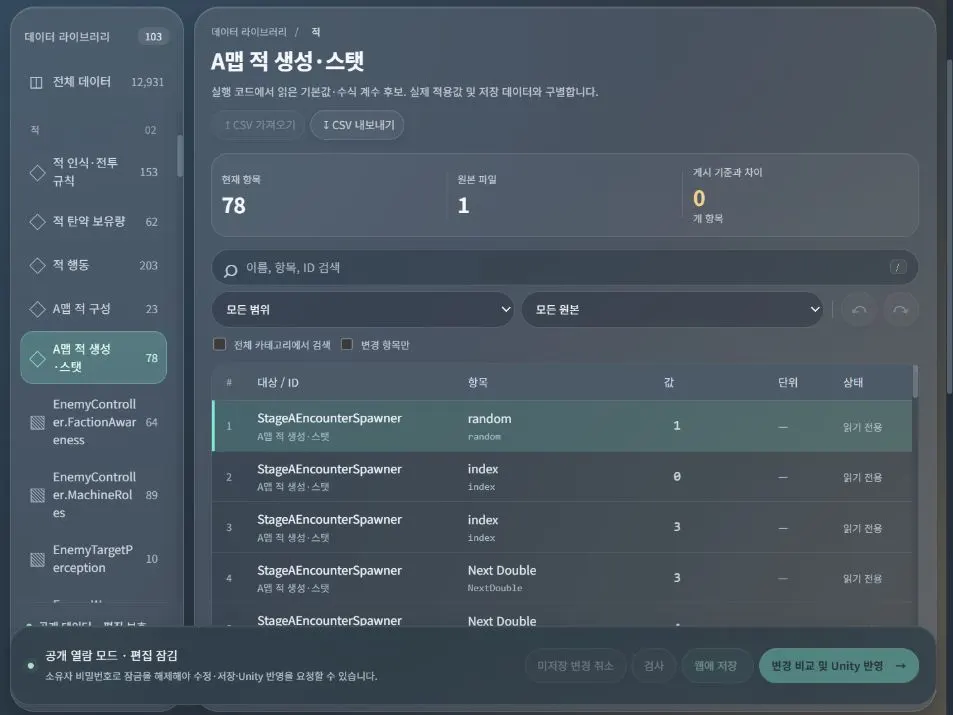 데이터 라이브러리 103
전체 데이터 12,931
적 02
적 인식·전투
규칙 153
적 탄약 보유량 62
적 행동 203
A맵 적 구성 23
A맵 적 생성
·스탯 78
EnemyControll
er.FactionAwar
eness 64
EnemyControll
er.MachineRol
es 89
EnemyTargetP
erception 10
데이터 라이브러리 / 적
A맵 적 생성·스탯
실행 코드에서 읽은 기본값·수식 계수 후보. 실제 적용값 및 저장 데이터와 구별합니다.
↥ CSV 가져오기 ↧ CSV 내보내기
현재 항목
78
원본 파일
1
게시 기준과 차이
0
개 항목
이름, 항목, ID 검색 /
모든 범위 모든 원본
전체 카테고리에서 검색 변경 항목만
# 대상 / ID 항목 값 단위 상태
1 StageAEncounterSpawner random 1 — 읽기 전용
A맵 적 생성·스탯 random
2 StageAEncounterSpawner index 0 — 읽기 전용
A맵 적 생성·스탯 index
3 StageAEncounterSpawner index 3 — 읽기 전용
A맵 적 생성·스탯 index
4 StageAEncounterSpawner Next Double 3 — 읽기 전용
A맵 적 생성·스탯 NextDouble
StageAEncounterSpawner Next Double
공개 열람 모드 · 편집 잠김
소유자 비밀번호로 잠금을 해제해야 수정·저장·Unity 반영을 요청할 수 있습니다.
미저장 변경 취소 검사 웹에 저장 변경 비교 및 Unity 반영 →